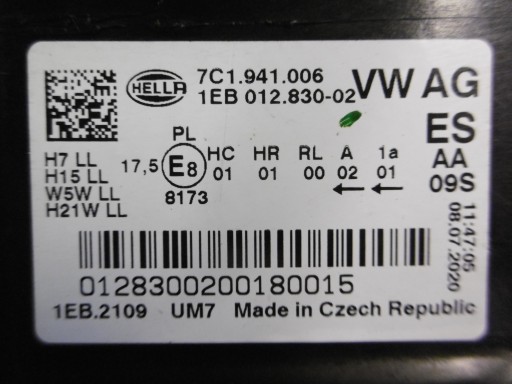 HELLA
7C1.941.006
1EB 012.830-02
VW AG
ES
AA
09S
PL
17,5 E8
8173
HC HR RL A 1a
01 01 00 02 01
H7 LL
H15 LL
W5W LL
H21W LL
11:47:05
08.07.2020
0128300200180015
1EB.2109 UM7 Made in Czech Republic